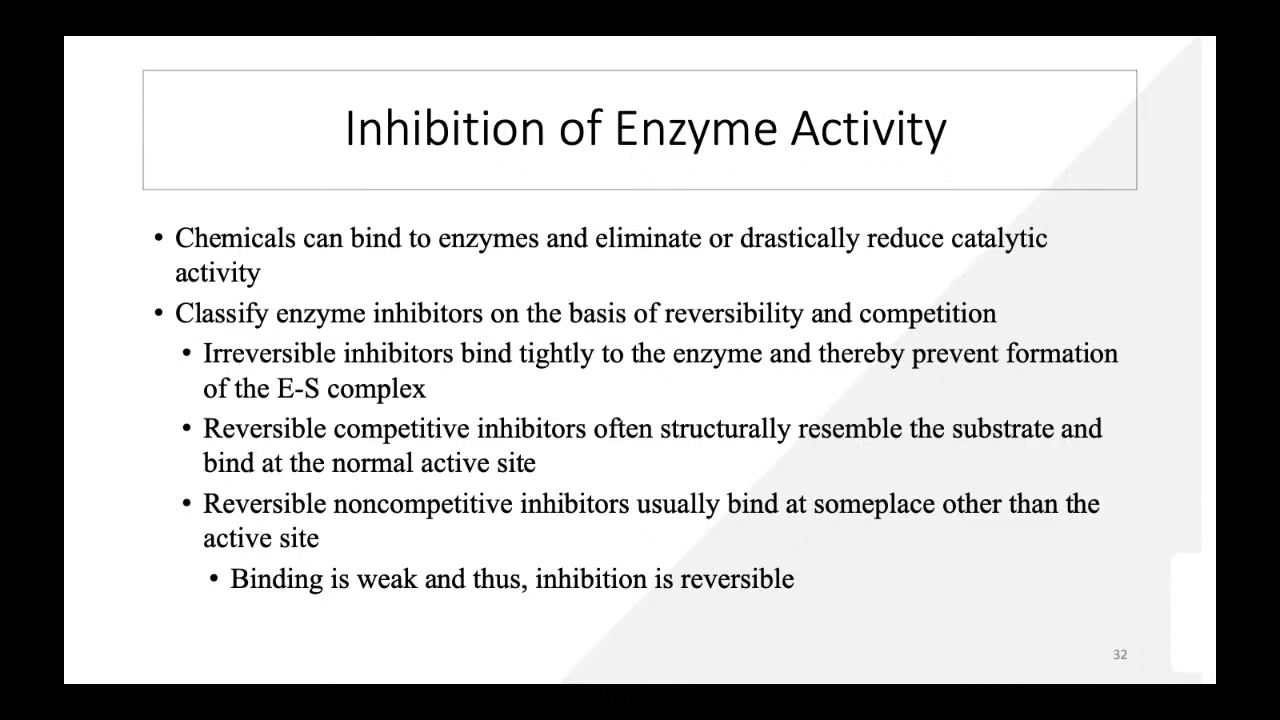 Inhibition of Enzyme Activity
• Chemicals can bind to enzymes and eliminate or drastically reduce catalytic
activity
• Classify enzyme inhibitors on the basis of reversibility and competition
• Irreversible inhibitors bind tightly to the enzyme and thereby prevent formation
of the E-S complex
• Reversible competitive inhibitors often structurally resemble the substrate and
bind at the normal active site
• Reversible noncompetitive inhibitors usually bind at someplace other than the
active site
• Binding is weak and thus, inhibition is reversible
32